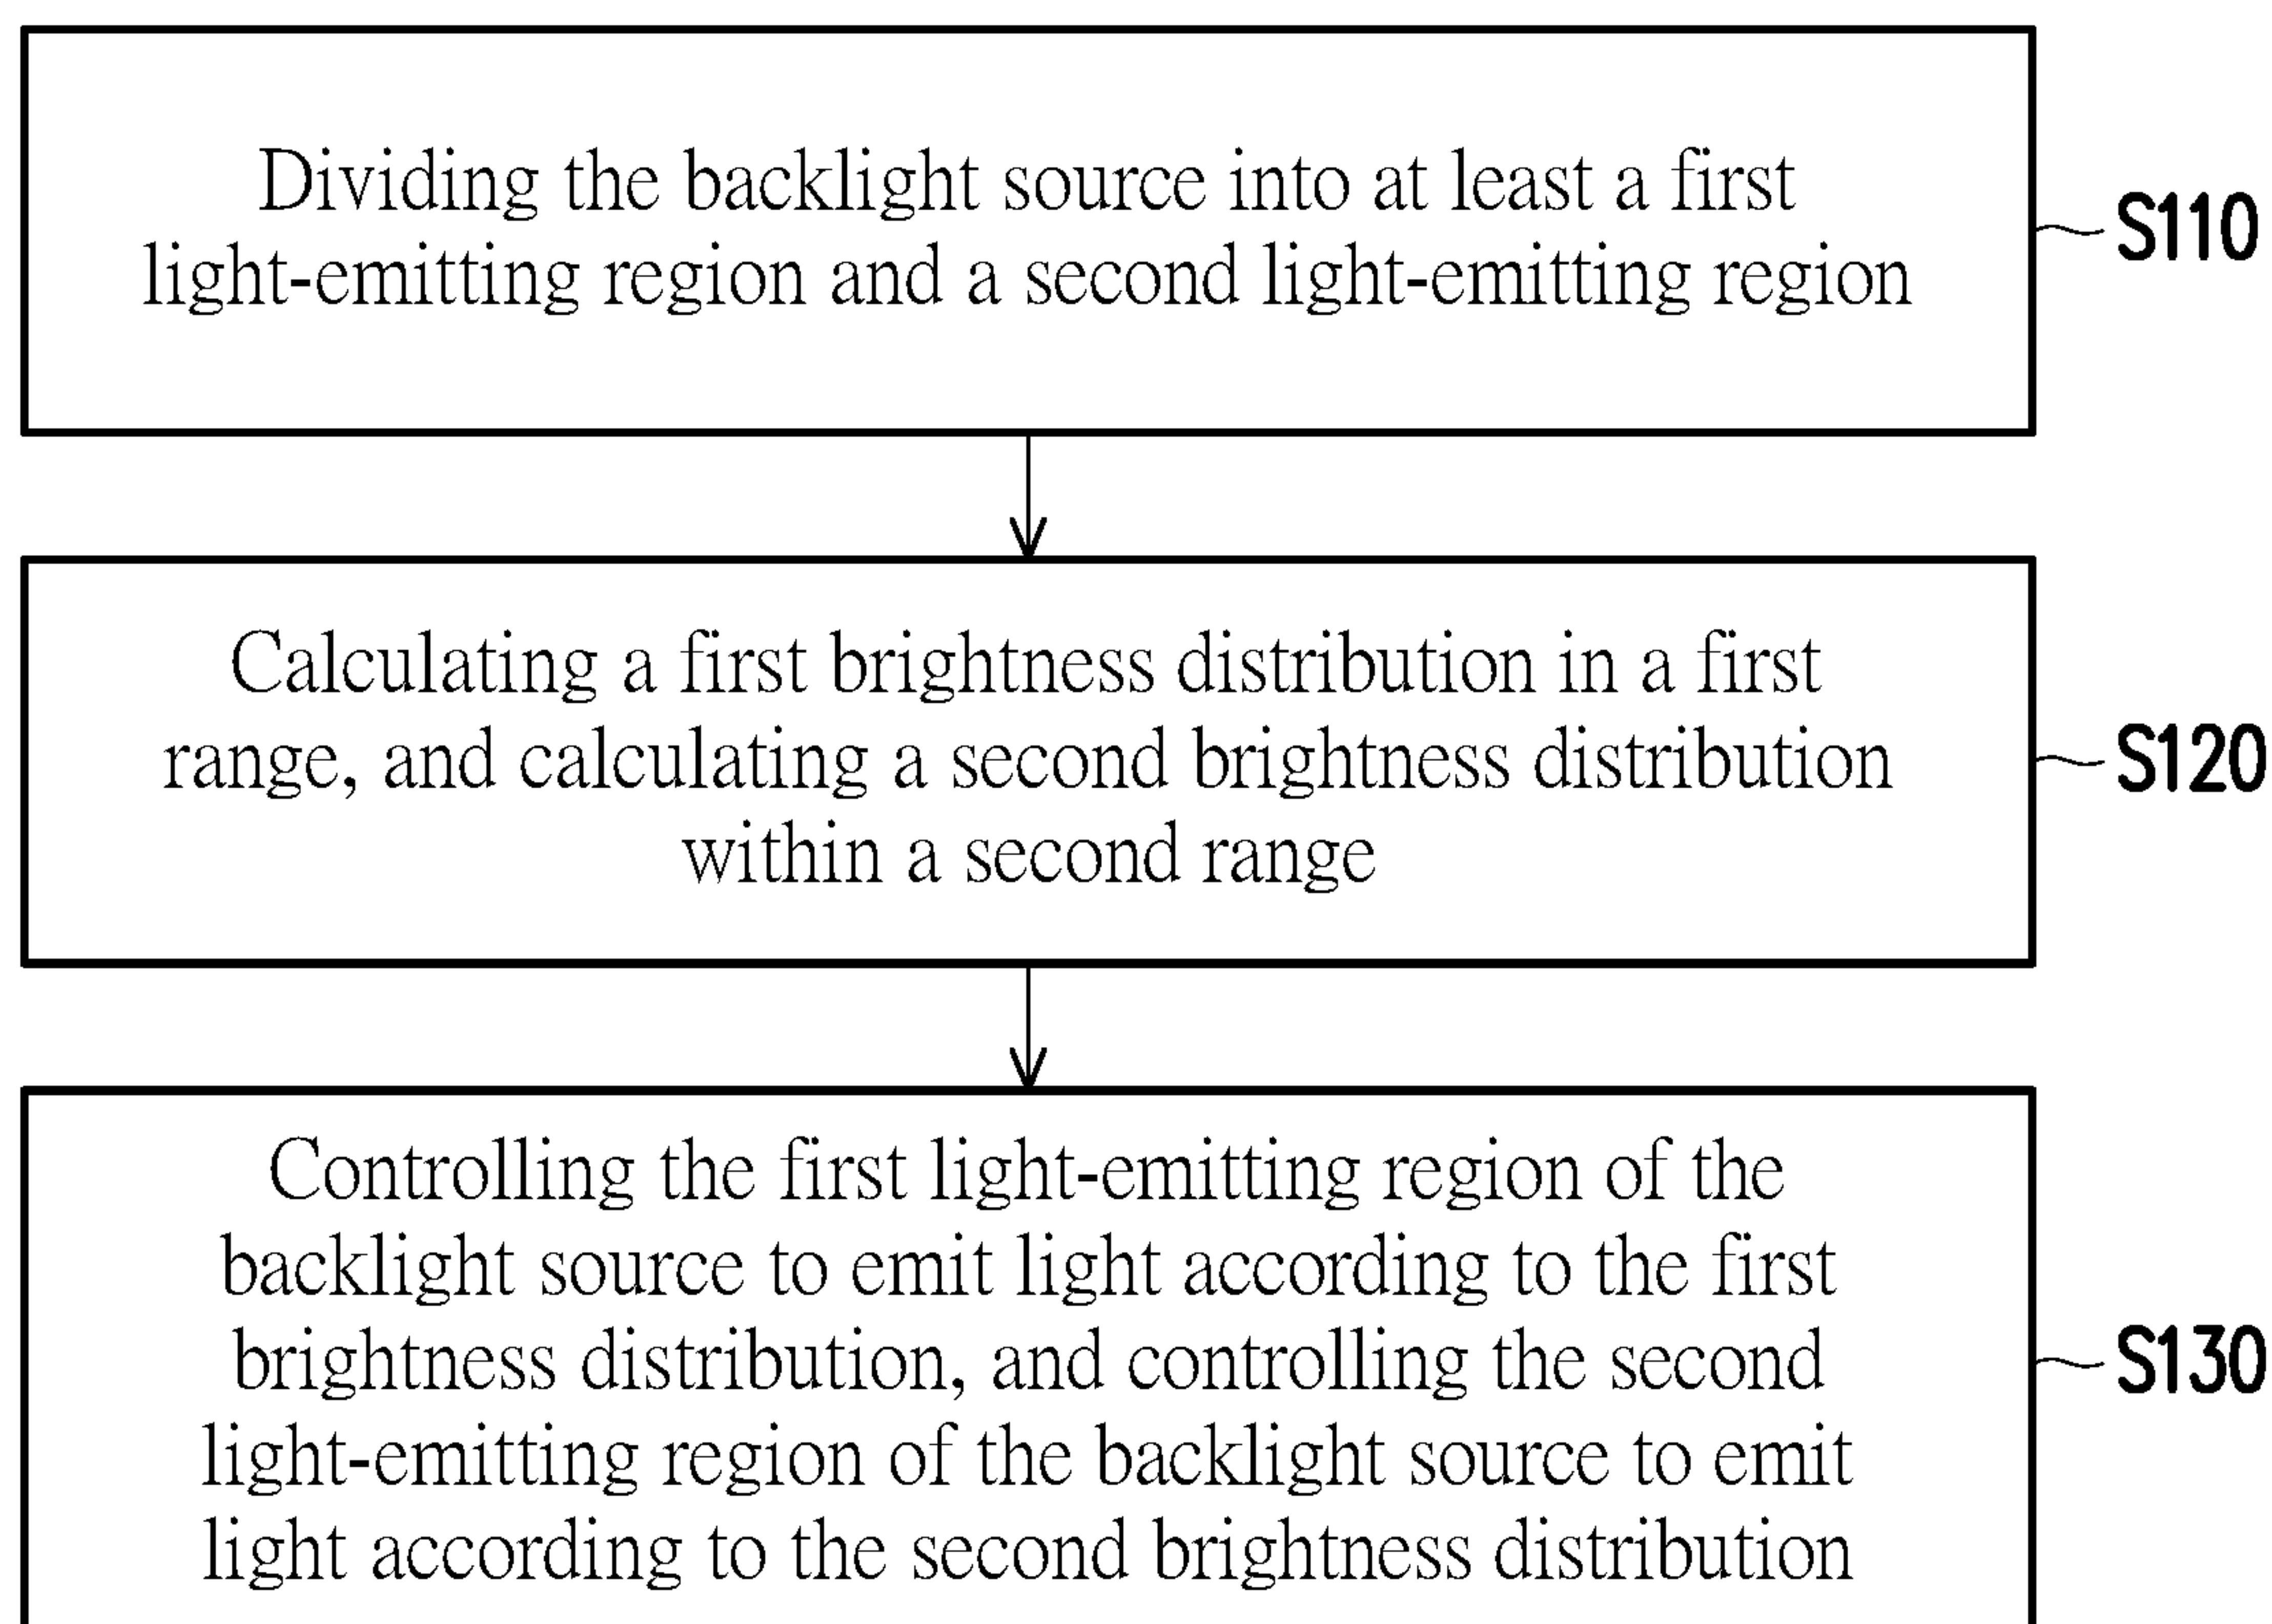 Dividing the backlight source into at least a first
light-emitting region and a second light-emitting region
S110
Calculating a first brightness distribution in a first
range, and calculating a second brightness distribution
within a second range
S120
Controlling the first light-emitting region of the
backlight source to emit light according to the first
brightness distribution, and controlling the second
light-emitting region of the backlight source to emit
light according to the second brightness distribution
S130